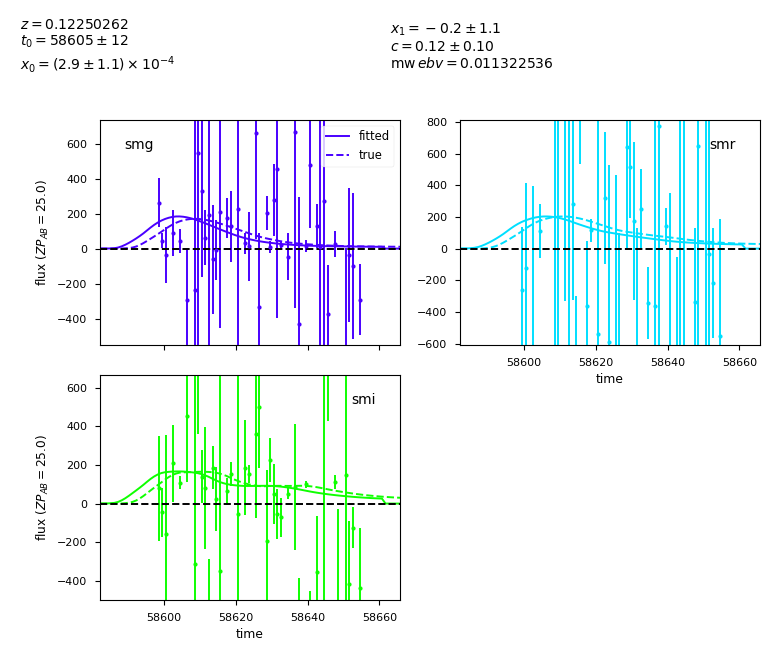 z = 0.12250262
t₀ = 58605 ± 12
x₀ = (2.9 ± 1.1) × 10⁻⁴
x₁ = −0.2 ± 1.1
c = 0.12 ± 0.10
mw ebv = 0.011322536
smg
fitted
true
600
400
200
0
−200
−400
flux (ZP_AB = 25.0)
smr
800
600
400
200
0
−200
−400
−600
58600
58620
58640
58660
time
smi
600
400
200
0
−200
−400
flux (ZP_AB = 25.0)
58600
58620
58640
58660
time